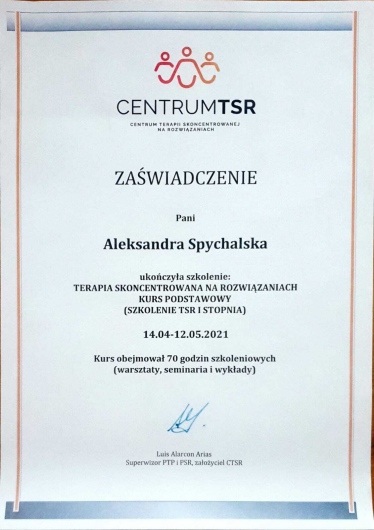 CENTRUMTSR
CENTRUM TERAPII SKONCENTROWANEJ
NA ROZWIĄZANIACH
ZAŚWIADCZENIE
Pani
Aleksandra Spychalska
ukończyła szkolenie:
TERAPIA SKONCENTROWANA NA ROZWIĄZANIACH
KURS PODSTAWOWY
(SZKOLENIE TSR I STOPNIA)
14.04-12.05.2021
Kurs obejmował 70 godzin szkoleniowych
(warsztaty, seminaria i wykłady)
Luis Alarcon Arias
Superwizor PTP i PSR, założyciel CTSR